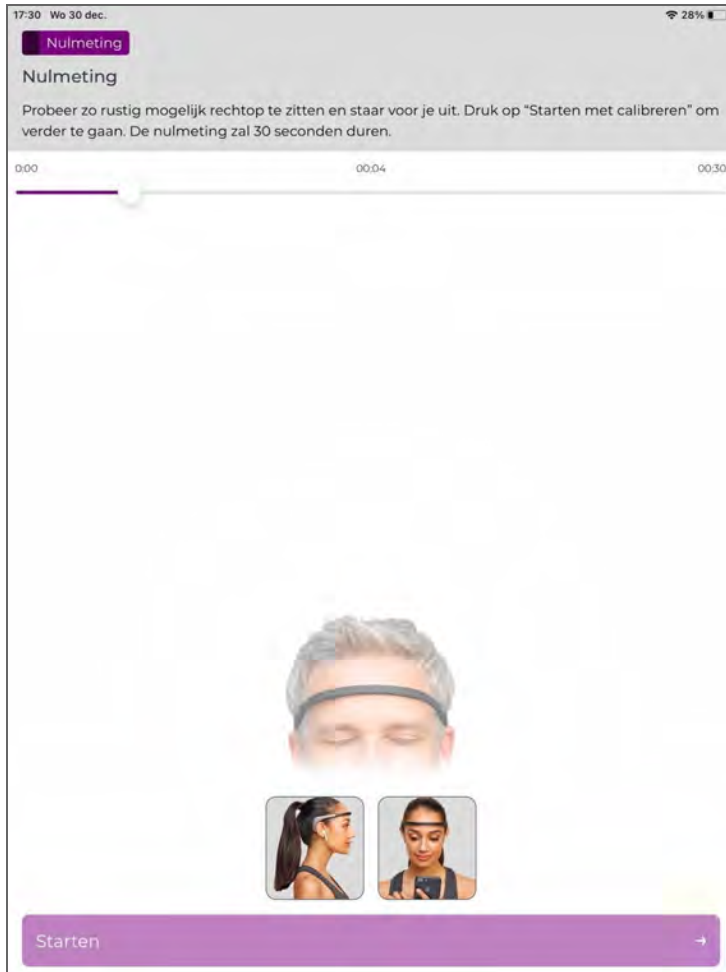 17:30 Wo 30 dec. 28%
Nulmeting
Nulmeting
Probeer zo rustig mogelijk rechtop te zitten en staar voor je uit. Druk op “Starten met calibreren” om
verder te gaan. De nulmeting zal 30 seconden duren.
0:00 00:04 00:30
Starten